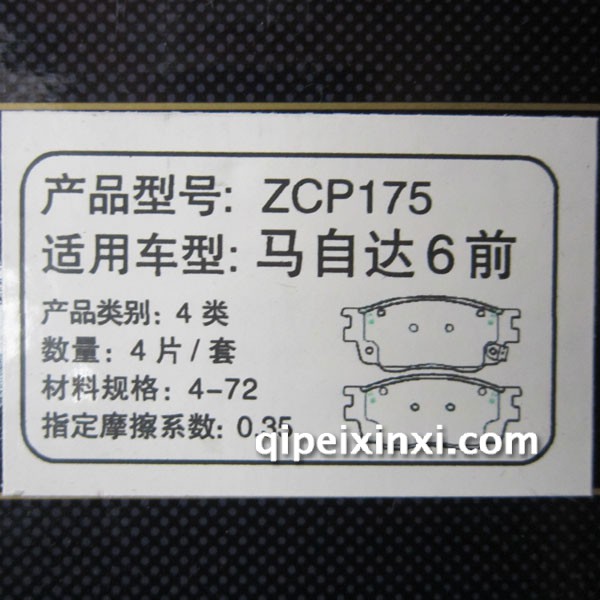 产品型号: ZCP175
适用车型: 马自达6前
产品类别: 4类
数量: 4片/套
材料规格: 4-72
指定摩擦系数: 0.35
qipeixinxi.com